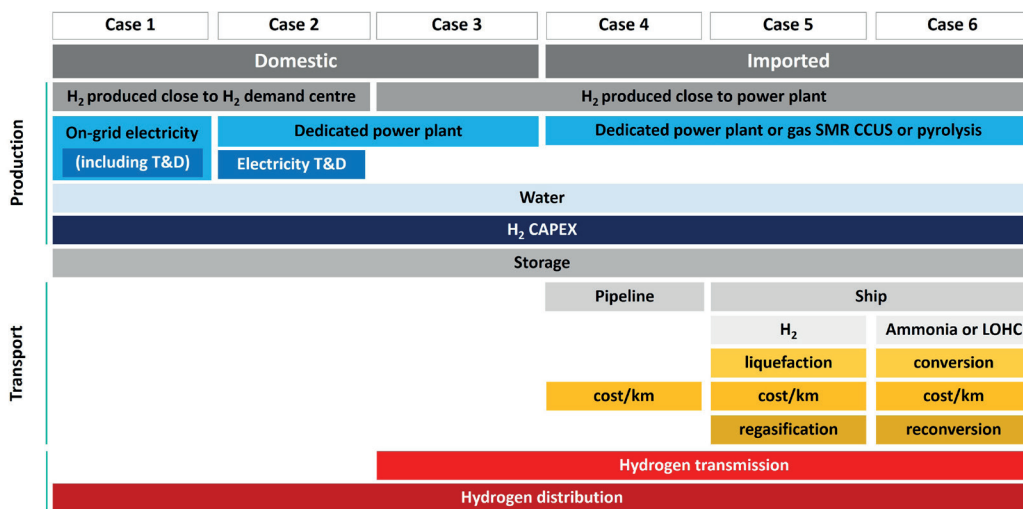 Case 1 Case 2 Case 3 Case 4 Case 5 Case 6
Domestic Imported
H₂ produced close to H₂ demand centre H₂ produced close to power plant
On-grid electricity Dedicated power plant Dedicated power plant or gas SMR CCUS or pyrolysis
(including T&D) Electricity T&D
Production
Water
H₂ CAPEX
Storage
Transport
Pipeline Ship
H₂ Ammonia or LOHC
liquefaction conversion
cost/km cost/km cost/km
regasification reconversion
Hydrogen transmission
Hydrogen distribution